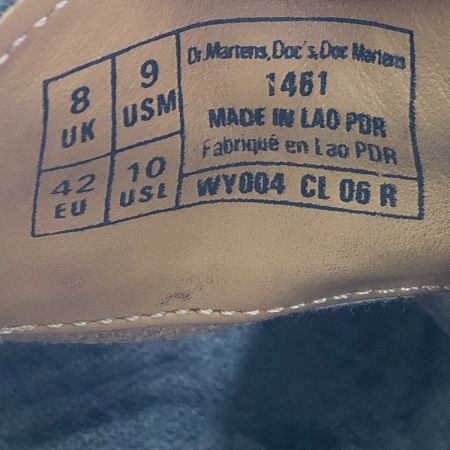 8
UK
9
USM
42
EU
10
USL
Dr.Martens,Doc's,Doc Martens
1461
MADE IN LAO PDR
Fabriqué en Lao PDR
WY004 CL 06 R